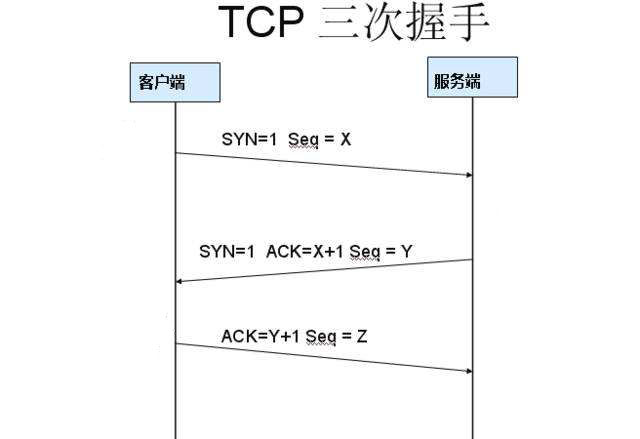 TCP 三次握手
客户端
服务端
SYN=1 Seq = X
SYN=1 ACK=X+1 Seq = Y
ACK=Y+1 Seq = Z